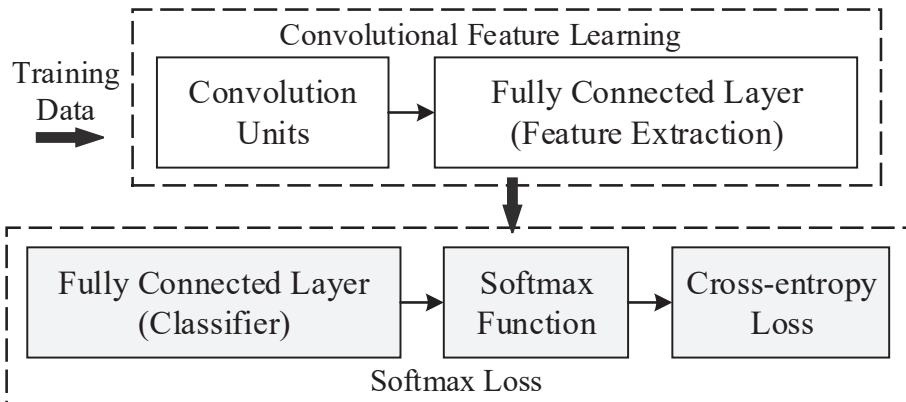 Convolutional Feature Learning
Training
Data
Convolution
Units
Fully Connected Layer
(Feature Extraction)
Fully Connected Layer
(Classifier)
Softmax
Function
Cross-entropy
Loss
Softmax Loss